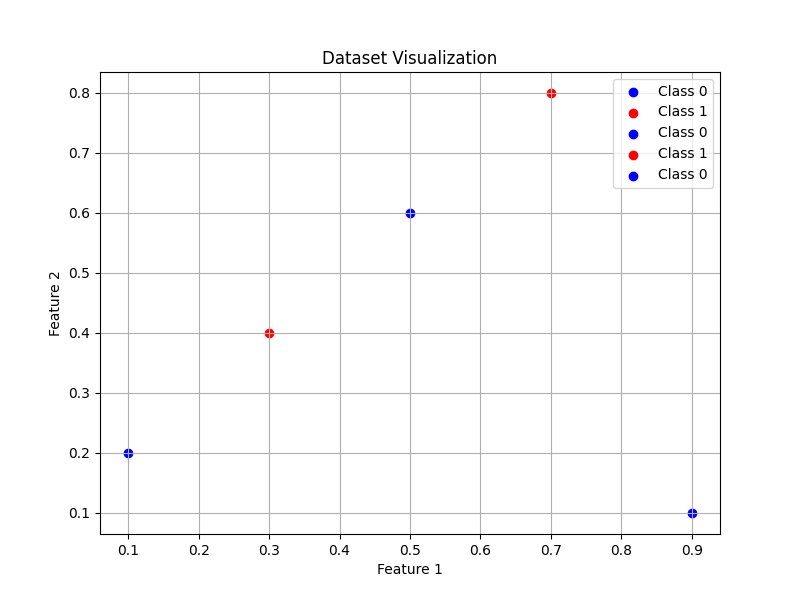 Dataset Visualization
Class 0
Class 1
Class 0
Class 1
Class 0
Feature 2
0.8
0.7
0.6
0.5
0.4
0.3
0.2
0.1
0.1 0.2 0.3 0.4 0.5 0.6 0.7 0.8 0.9
Feature 1